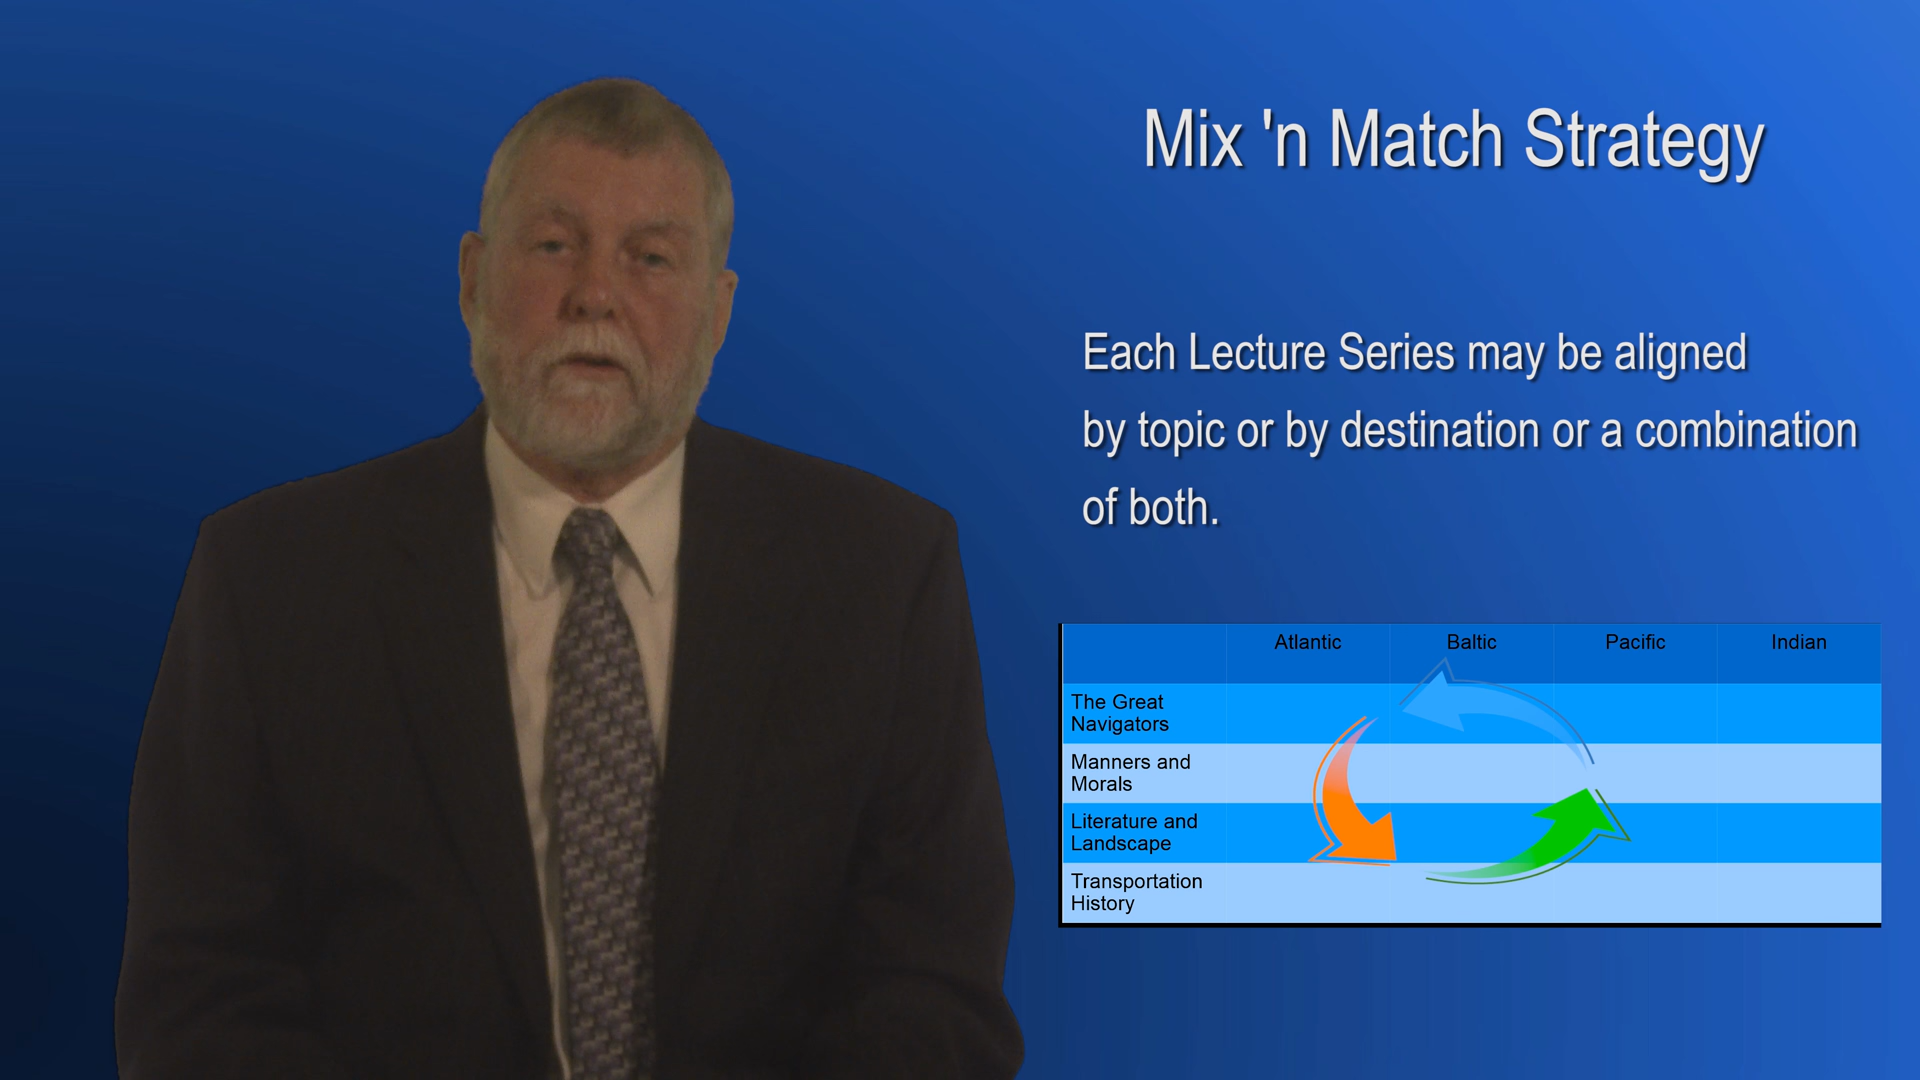 Mix 'n Match Strategy
Each Lecture Series may be aligned
by topic or by destination or a combination
of both.
Atlantic Baltic Pacific Indian
The Great
Navigators
Manners and
Morals
Literature and
Landscape
Transportation
History